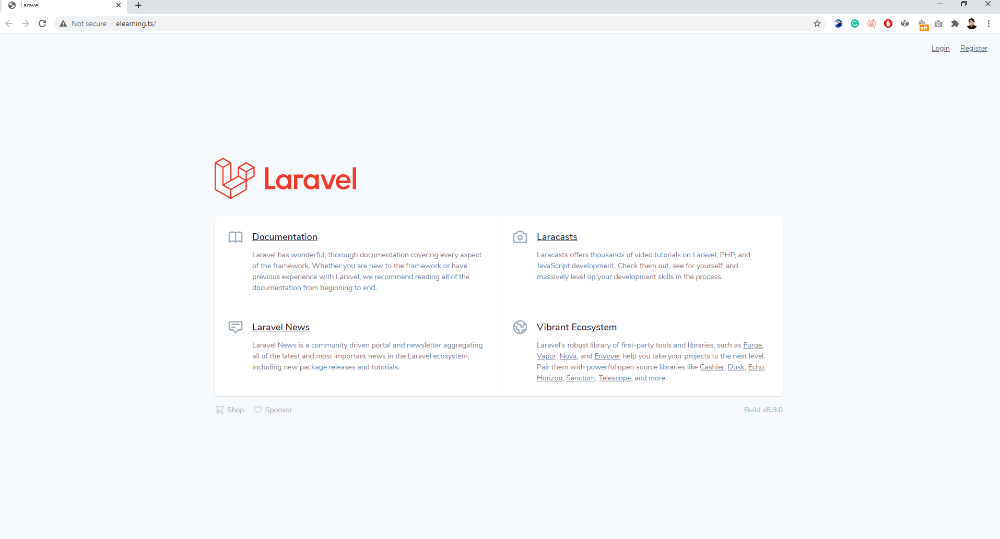 Laravel
Not secure elearning.ts/
off
Login Register
Laravel
Documentation
Laravel has wonderful, thorough documentation covering every aspect
of the framework. Whether you are new to the framework or have
previous experience with Laravel, we recommend reading all of the
documentation from beginning to end.
Laracasts
Laracasts offers thousands of video tutorials on Laravel, PHP, and
JavaScript development. Check them out, see for yourself, and
massively level up your development skills in the process.
Laravel News
Laravel News is a community driven portal and newsletter aggregating
all of the latest and most important news in the Laravel ecosystem,
including new package releases and tutorials.
Vibrant Ecosystem
Laravel's robust library of first-party tools and libraries, such as Forge,
Vapor, Nova, and Envoyer help you take your projects to the next level.
Pair them with powerful open source libraries like Cashier, Dusk, Echo,
Horizon, Sanctum, Telescope, and more.
Shop Sponsor Build v8.9.0